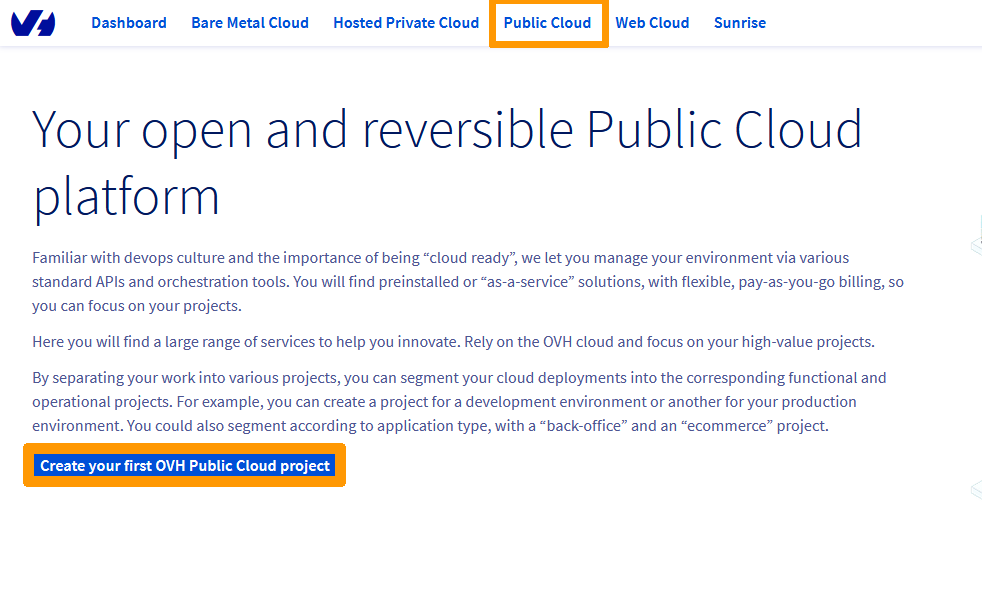 Dashboard Bare Metal Cloud Hosted Private Cloud Public Cloud Web Cloud Sunrise
Your open and reversible Public Cloud
platform
Familiar with devops culture and the importance of being “cloud ready”, we let you manage your environment via various
standard APIs and orchestration tools. You will find preinstalled or “as-a-service” solutions, with flexible, pay-as-you-go billing, so
you can focus on your projects.
Here you will find a large range of services to help you innovate. Rely on the OVH cloud and focus on your high-value projects.
By separating your work into various projects, you can segment your cloud deployments into the corresponding functional and
operational projects. For example, you can create a project for a development environment or another for your production
environment. You could also segment according to application type, with a “back-office” and an “ecommerce” project.
Create your first OVH Public Cloud project